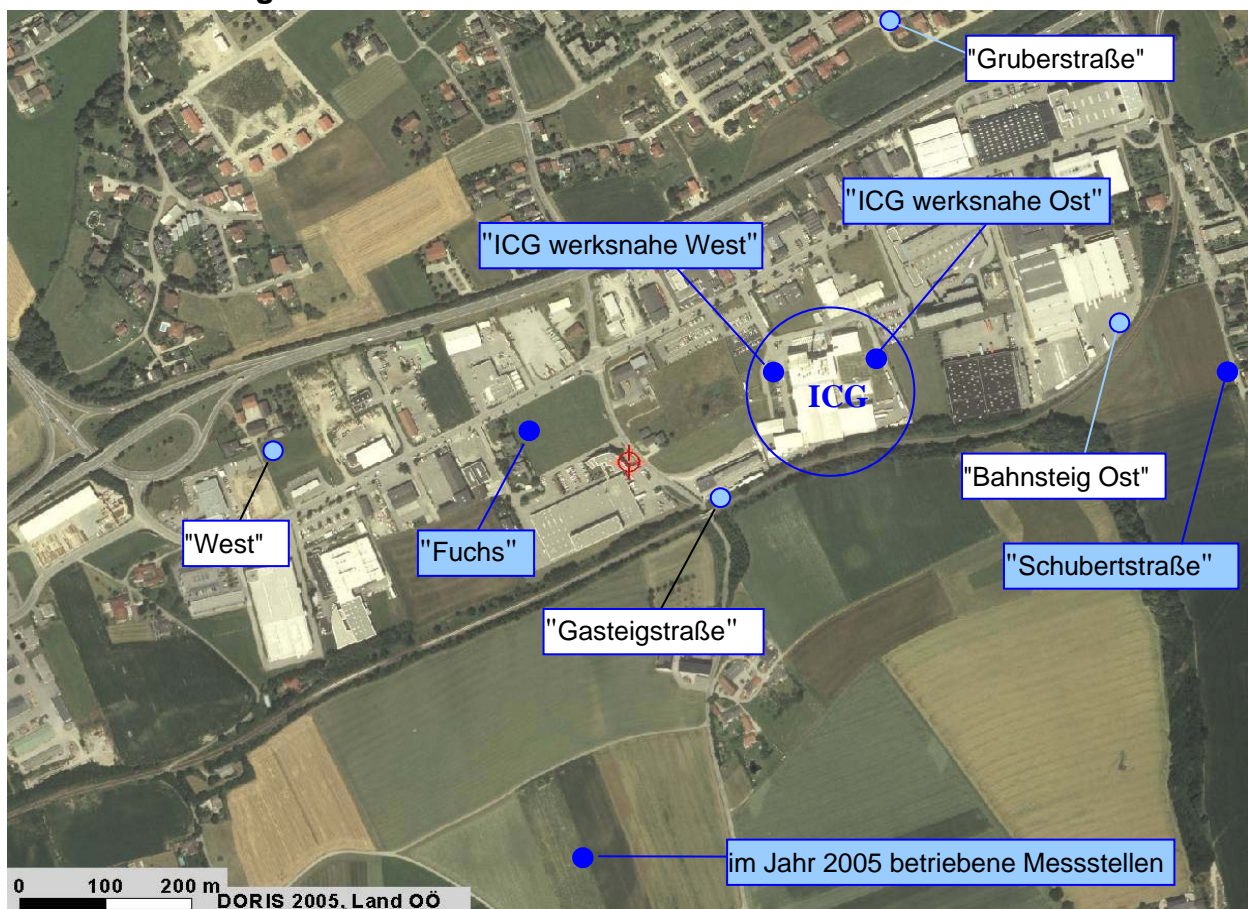 "Gruberstraße"
"ICG werksnahe Ost"
"ICG werksnahe West"
ICG
"West"
"Fuchs"
"Bahnsteig Ost"
"Schubertstraße"
"Gasteigstraße"
im Jahr 2005 betriebene Messstellen
0 100 200 m
DORIS 2005, Land OÖ